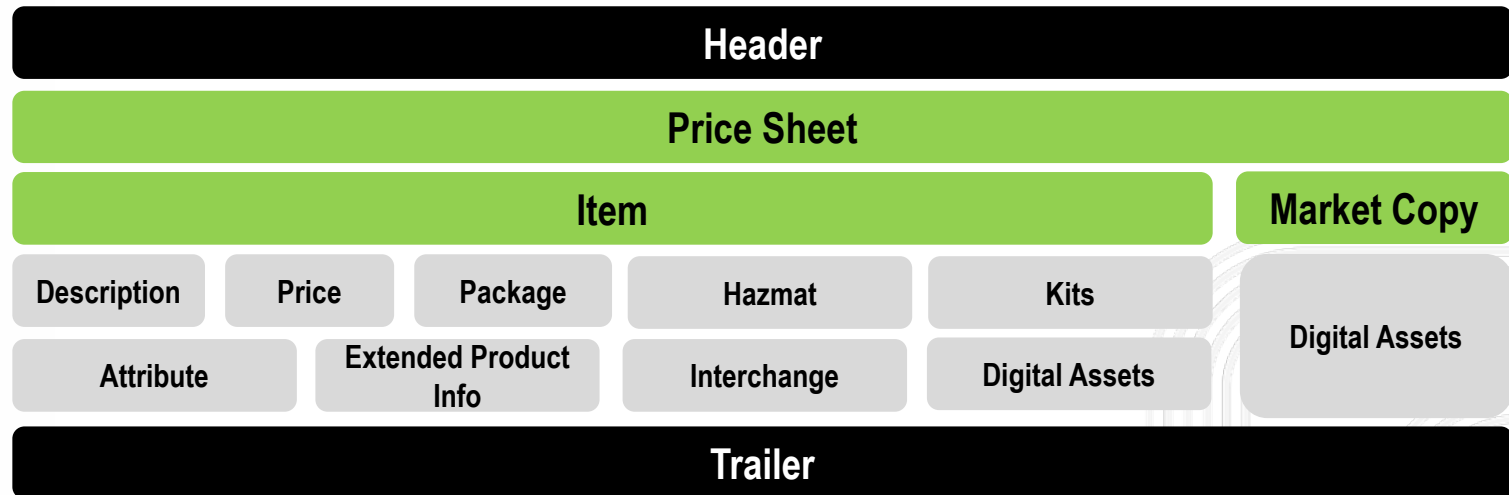 Header
Price Sheet
Item
Market Copy
Description
Price
Package
Hazmat
Kits
Digital Assets
Attribute
Extended Product
Info
Interchange
Digital Assets
Trailer